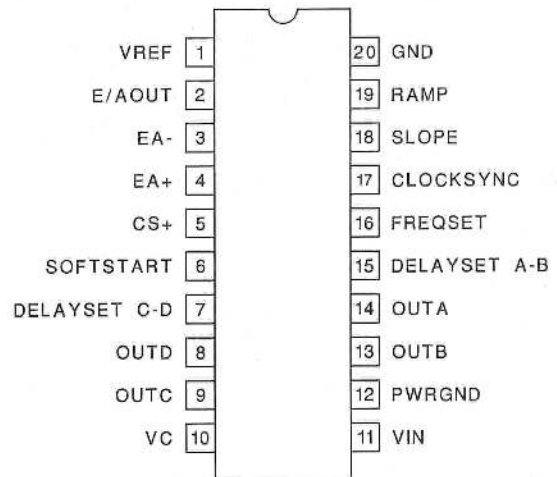 VREF 1 20 GND
E/AOUT 2 19 RAMP
EA- 3 18 SLOPE
EA+ 4 17 CLOCKSYNC
CS+ 5 16 FREQSET
SOFTSTART 6 15 DELAYSET A-B
DELAYSET C-D 7 14 OUTA
OUTD 8 13 OUTB
OUTC 9 12 PWRGND
VC 10 11 VIN